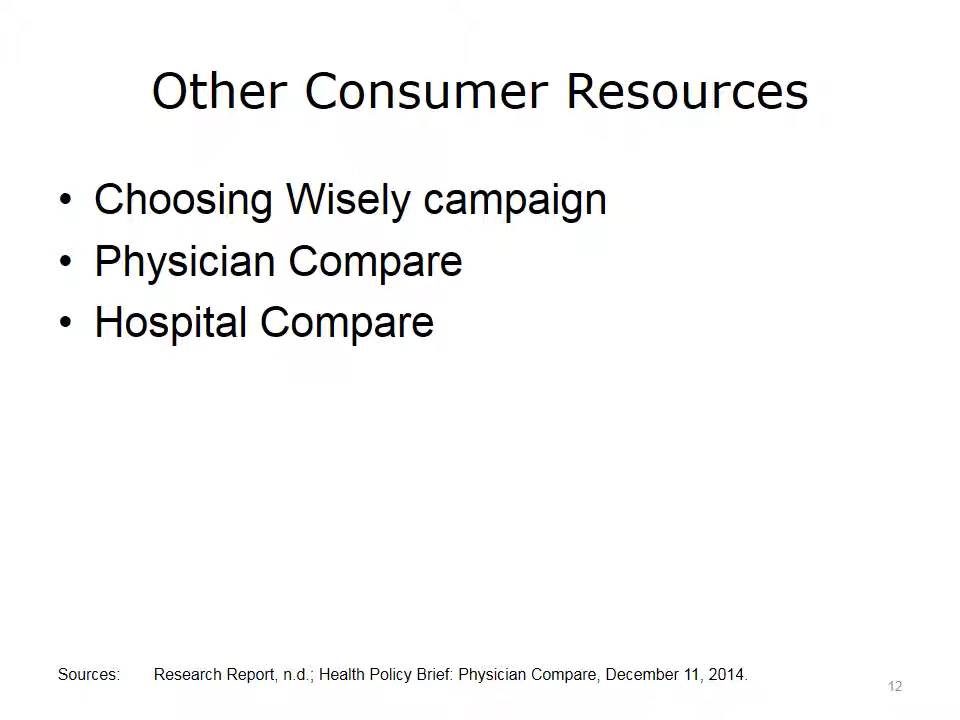 Other Consumer Resources
• Choosing Wisely campaign
• Physician Compare
• Hospital Compare
Sources: Research Report, n.d.; Health Policy Brief: Physician Compare, December 11, 2014.
12